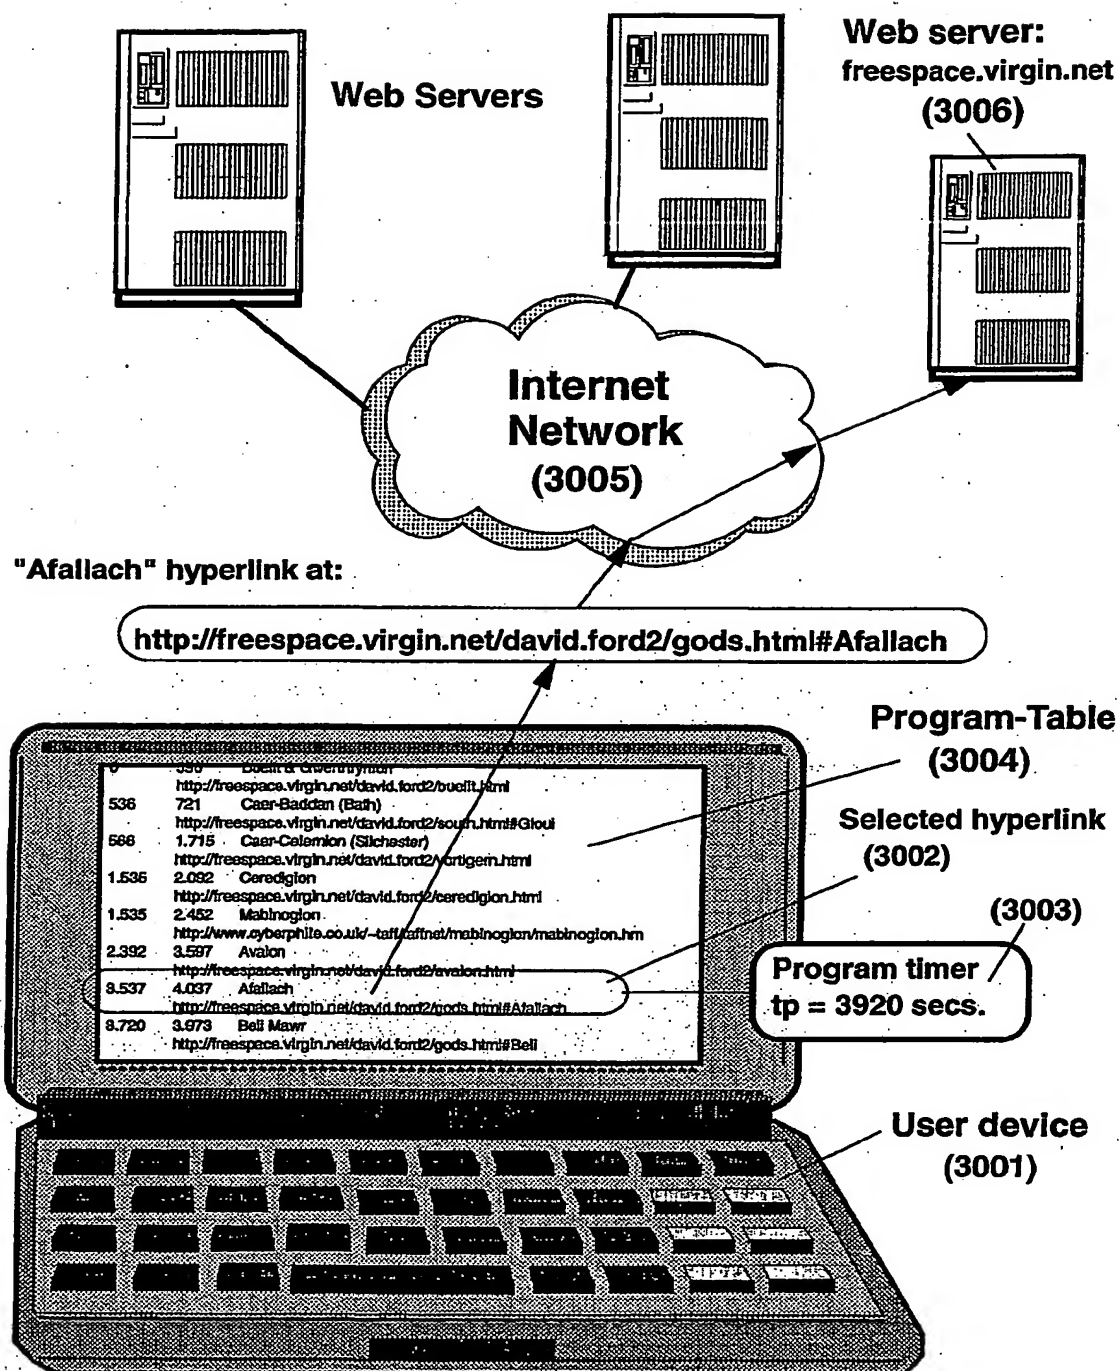 Web Servers
Web server:
freespace.virgin.net
(3006)
Internet
Network
(3005)
"Afallach" hyperlink at:
http://freespace.virgin.net/david.ford2/gods.html#Afallach
Program-Table
(3004)
Selected hyperlink
(3002)
(3003)
Program timer
tp = 3920 secs.
http://freespace.virgin.net/david.ford2/buellt.html
536 721 Caer-Baddan (Bath)
http://freespace.virgin.net/david.ford2/south.html#Gloui
566 1.715 Caer-Celemion (Silchester)
http://freespace.virgin.net/david.ford2/vortigern.html
1.535 2.092 Ceredigion
http://freespace.virgin.net/david.ford2/ceredigion.html
1.535 2.452 Mabinogion
http://www.cyberphile.co.uk/~taff/taffnet/mabinogion/mabinogion.hm
2.392 3.597 Avalon
http://freespace.virgin.net/david.ford2/avalon.html
3.537 4.037 Afallach
http://freespace.virgin.net/david.ford2/gods.html#Afallach
3.720 3.973 Beli Mawr
http://freespace.virgin.net/david.ford2/gods.html#Beli
User device
(3001)